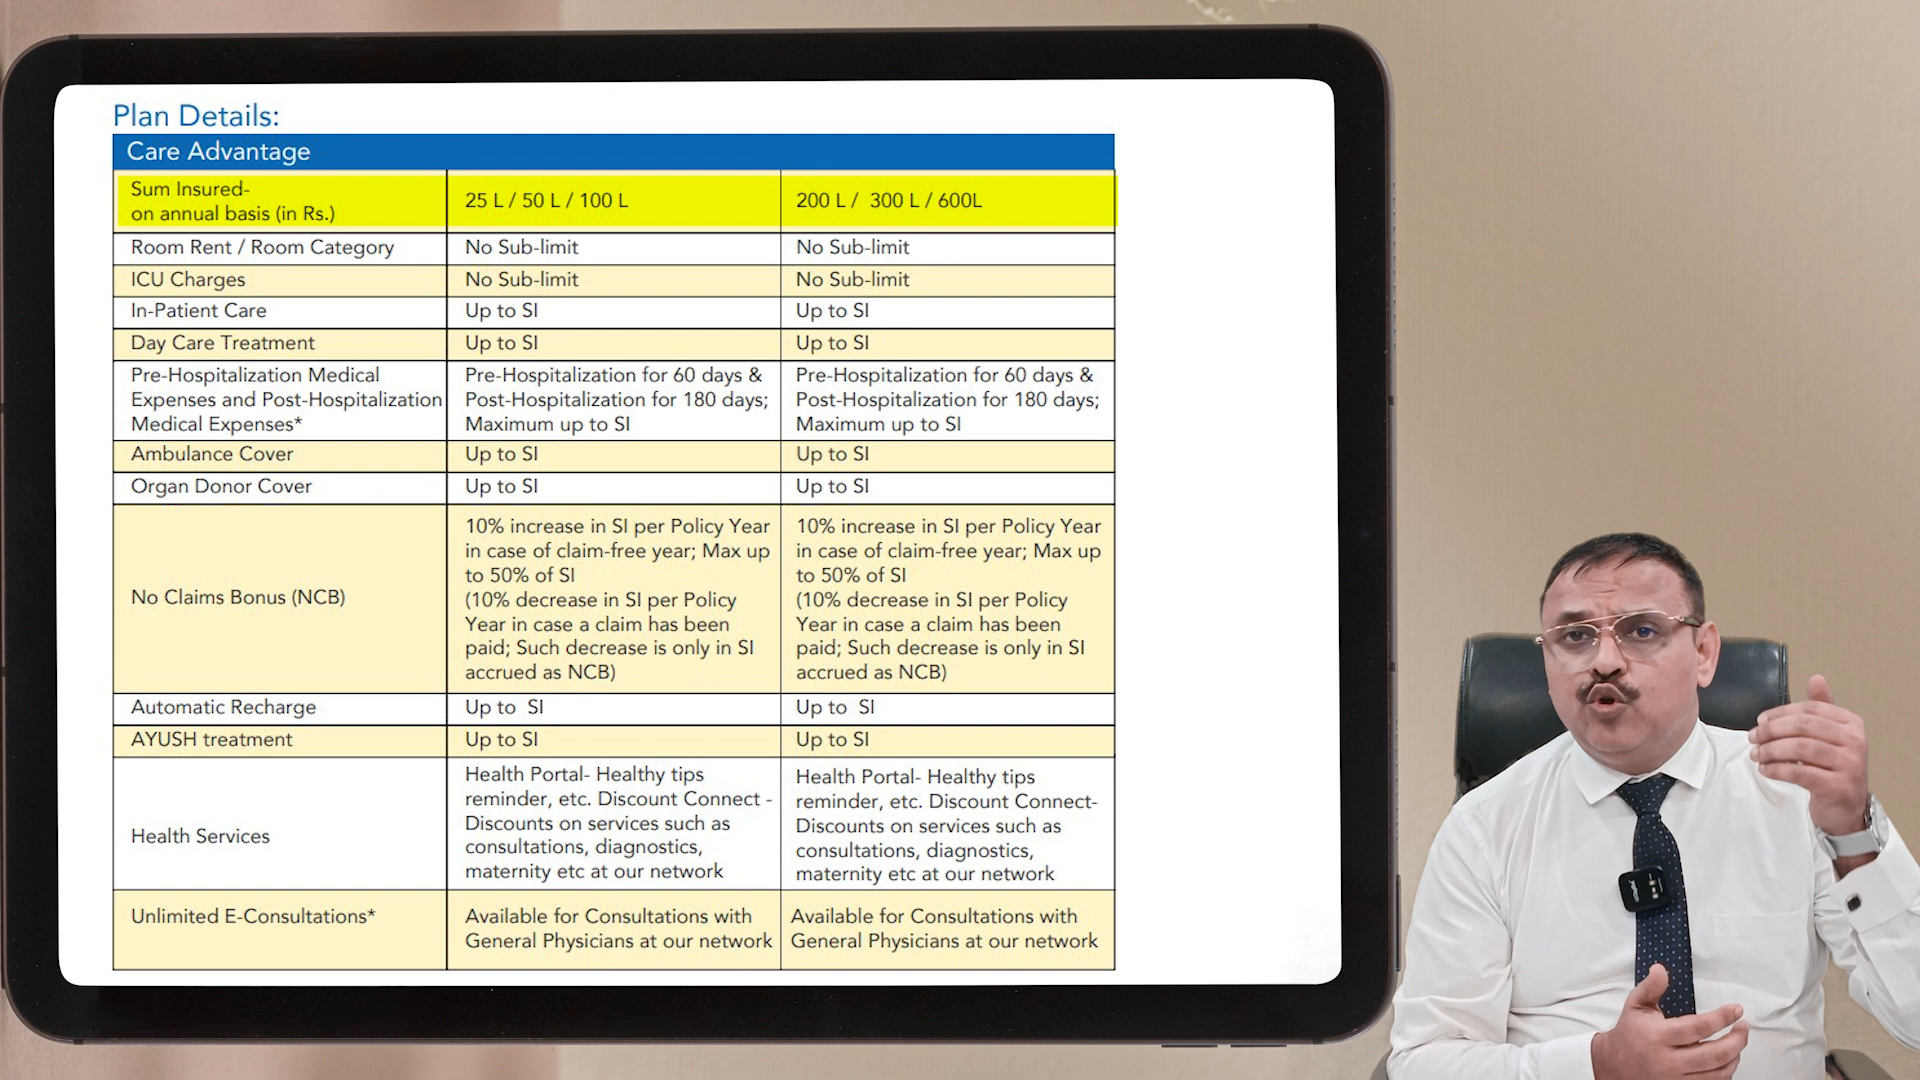 Plan Details:
Care Advantage
Sum Insured-
on annual basis (in Rs.)
25 L / 50 L / 100 L
200 L /  300 L / 600L
Room Rent / Room Category
No Sub-limit
No Sub-limit
ICU Charges
No Sub-limit
No Sub-limit
In-Patient Care
Up to SI
Up to SI
Day Care Treatment
Up to SI
Up to SI
Pre-Hospitalization Medical
Expenses and Post-Hospitalization
Medical Expenses*
Pre-Hospitalization for 60 days &
Post-Hospitalization for 180 days;
Maximum up to SI
Pre-Hospitalization for 60 days &
Post-Hospitalization for 180 days;
Maximum up to SI
Ambulance Cover
Up to SI
Up to SI
Organ Donor Cover
Up to SI
Up to SI
No Claims Bonus (NCB)
10% increase in SI per Policy Year
in case of claim-free year; Max up
to 50% of SI
(10% decrease in SI per Policy
Year in case a claim has been
paid; Such decrease is only in SI
accrued as NCB)
10% increase in SI per Policy Year
in case of claim-free year; Max up
to 50% of SI
(10% decrease in SI per Policy
Year in case a claim has been
paid; Such decrease is only in SI
accrued as NCB)
Automatic Recharge
Up to  SI
Up to  SI
AYUSH treatment
Up to SI
Up to SI
Health Services
Health Portal- Healthy tips
reminder, etc. Discount Connect -
Discounts on services such as
consultations, diagnostics,
maternity etc at our network
Health Portal- Healthy tips
reminder, etc. Discount Connect-
Discounts on services such as
consultations, diagnostics,
maternity etc at our network
Unlimited E-Consultations*
Available for Consultations with
General Physicians at our network
Available for Consultations with
General Physicians at our network